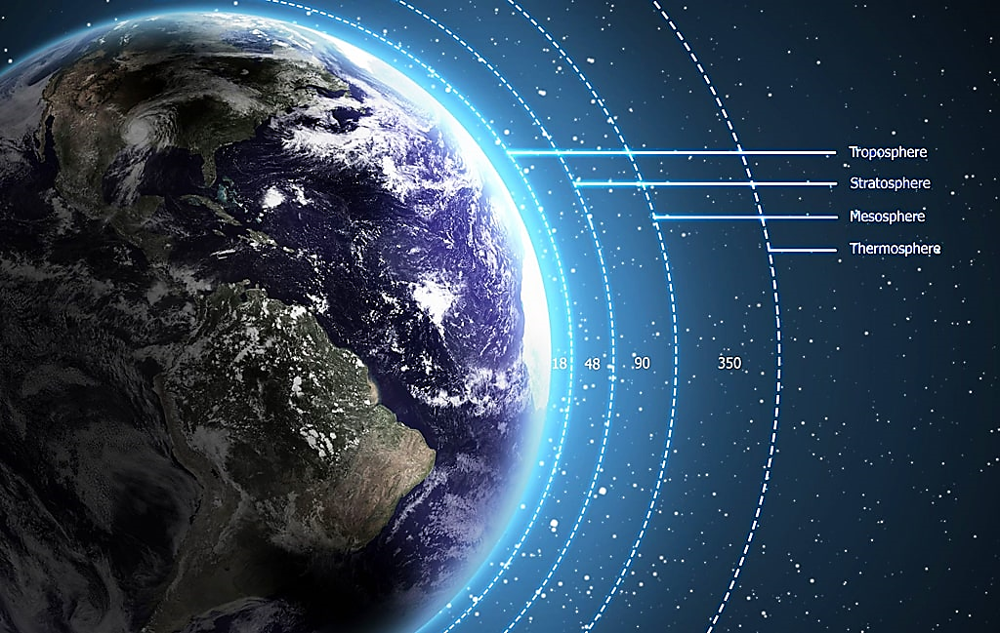 Troposphere
Stratosphere
Mesosphere
Thermosphere
18 48 90 350